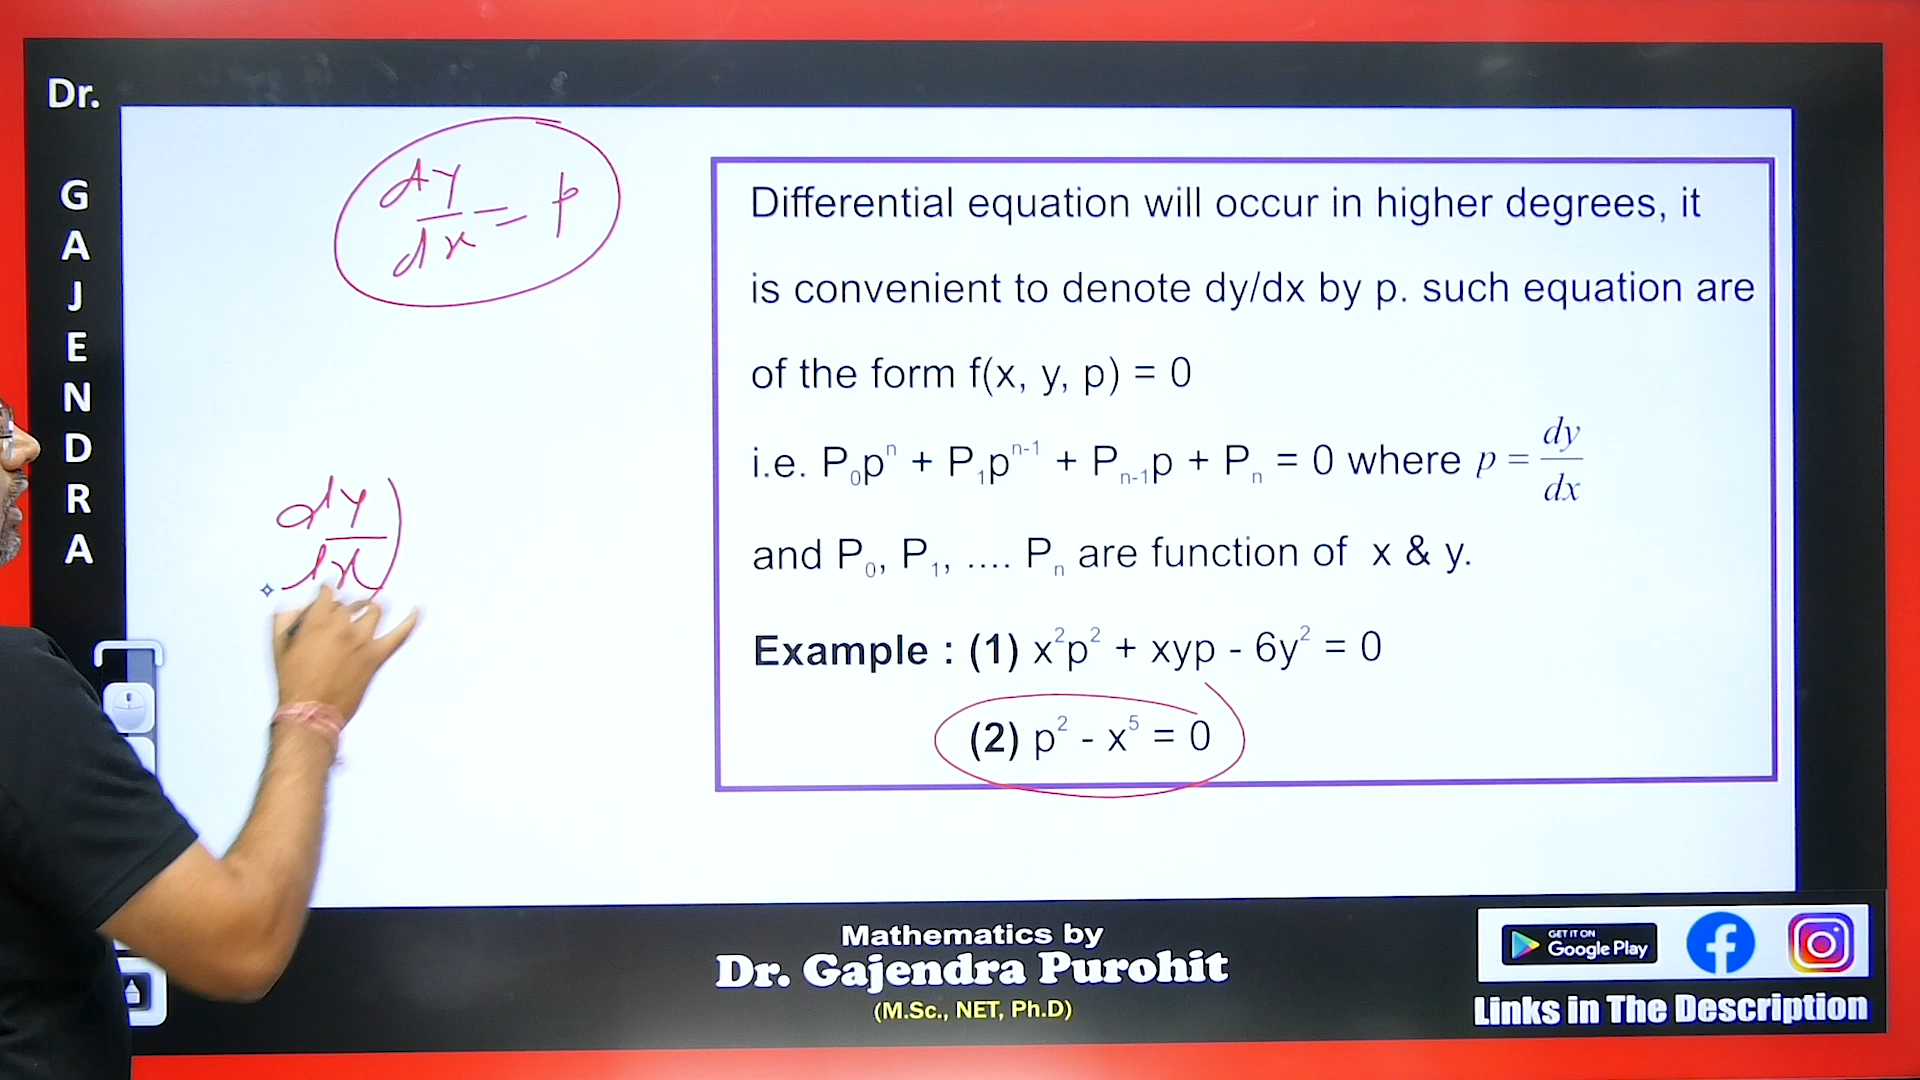 Dr.
GAJENDRA
dy/dx = p
dy/dx)
Differential equation will occur in higher degrees, it
is convenient to denote dy/dx by p. such equation are
of the form f(x, y, p) = 0
i.e. P₀pⁿ + P₁pⁿ⁻¹ + Pₙ₋₁p + Pₙ = 0 where p = dy/dx
and P₀, P₁, .... Pₙ are function of x & y.
Example : (1) x²p² + xyp - 6y² = 0
(2) p² - x⁵ = 0
Mathematics by
Dr. Gajendra Purohit
(M.Sc., NET, Ph.D)
GET IT ON
Google Play
Links in The Description